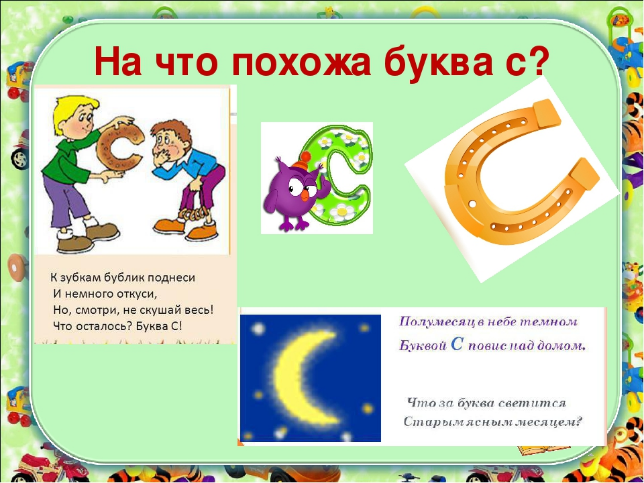 На что похожа буква с?
К зубкам бублик поднеси
И немного откуси,
Но, смотри, не скушай весь!
Что осталось? Буква С!
Полумесяц в небе темном
Буквой С повис над домом.
Что за буква светится
Старым ясным месяцем?